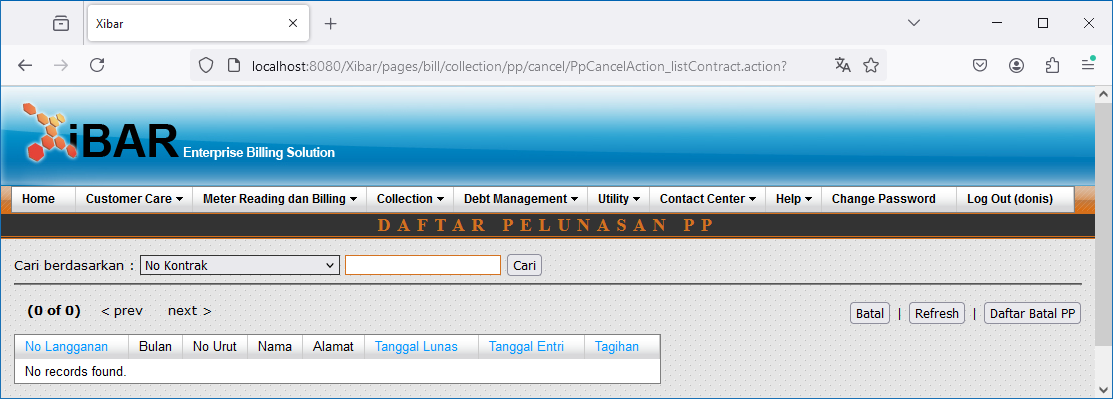 Xibar
localhost:8080/Xibar/pages/bill/collection/pp/cancel/PpCancelAction_listContract.action?
iBAR Enterprise Billing Solution
Home Customer Care Meter Reading dan Billing Collection Debt Management Utility Contact Center Help Change Password Log Out (donis)
DAFTAR PELUNASAN PP
Cari berdasarkan : No Kontrak Cari
(0 of 0) < prev next > Batal | Refresh | Daftar Batal PP
No Langganan Bulan No Urut Nama Alamat Tanggal Lunas Tanggal Entri Tagihan
No records found.